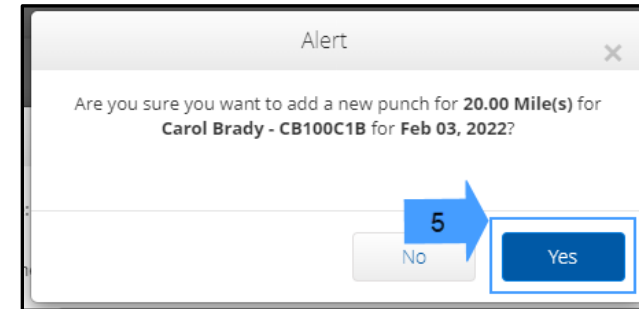 Alert
×
Are you sure you want to add a new punch for 20.00 Mile(s) for
Carol Brady - CB100C1B for Feb 03, 2022?
5
No
Yes